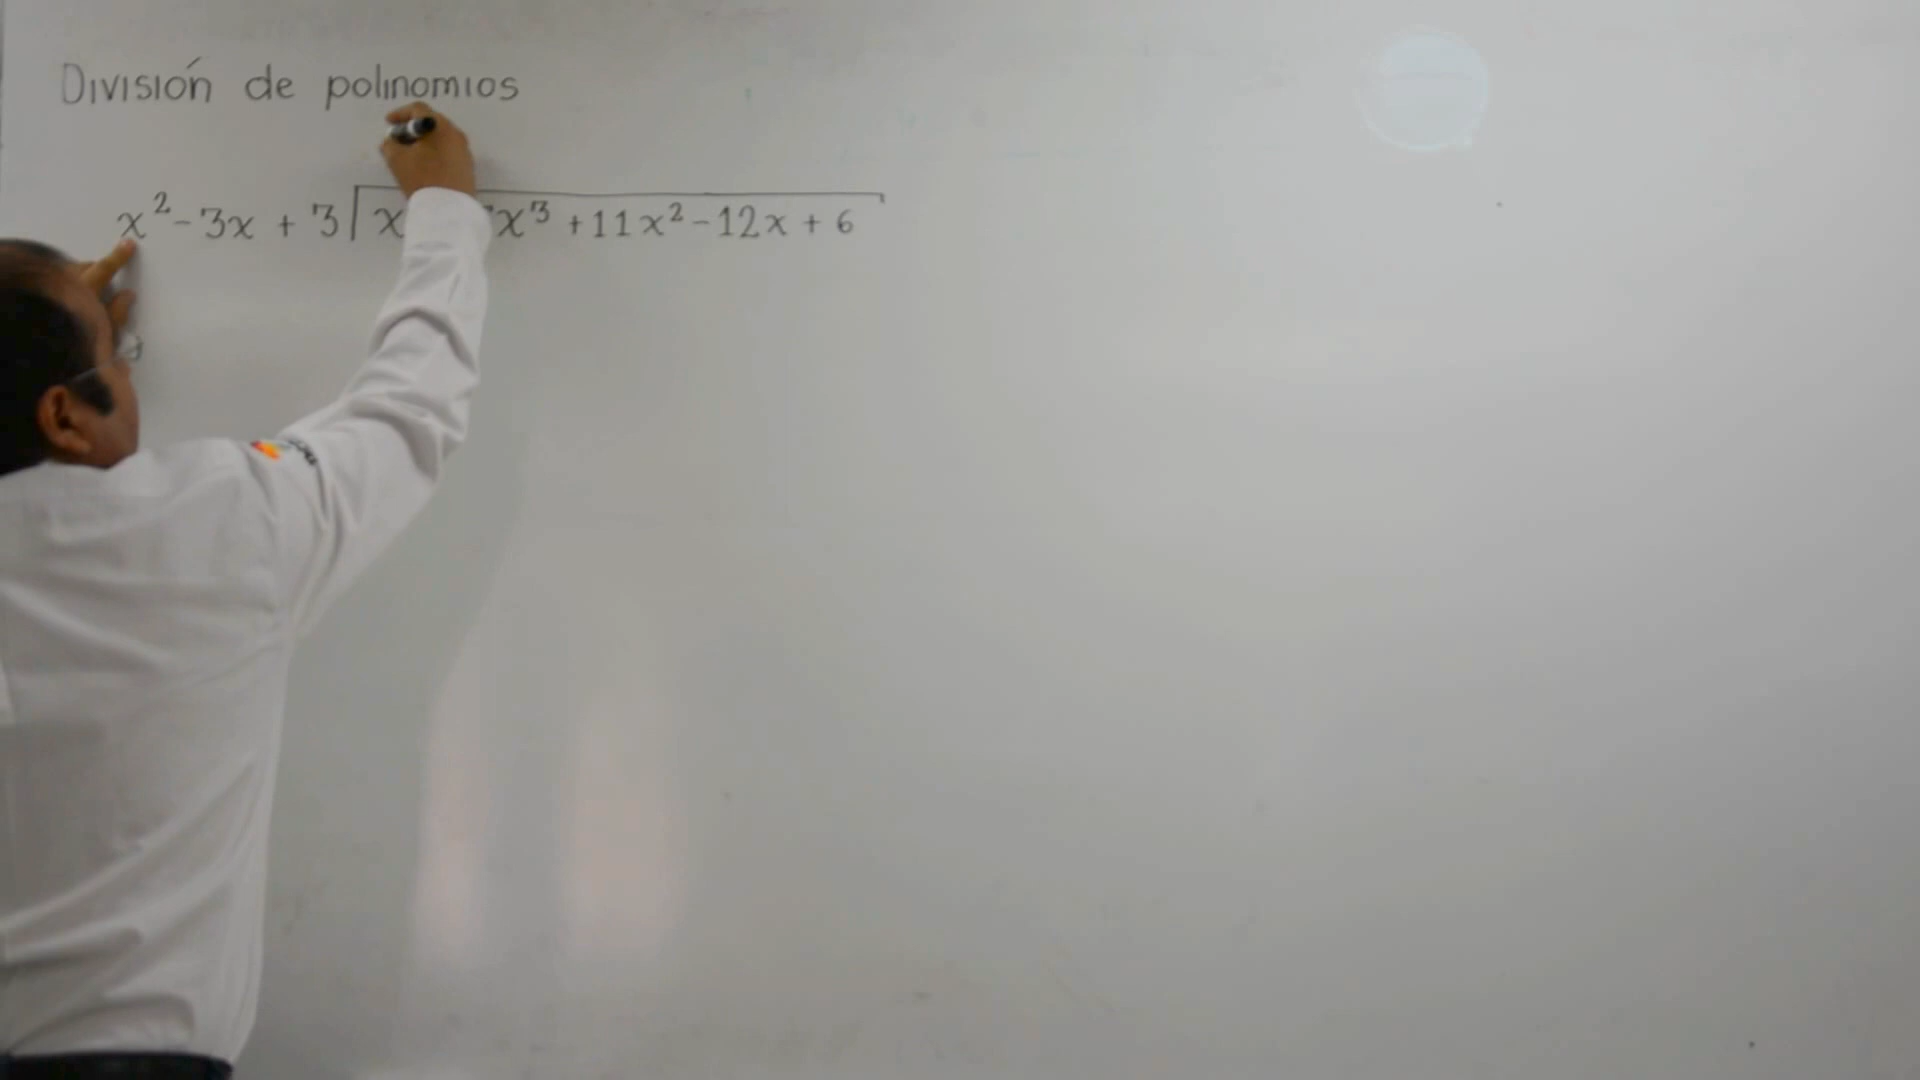 División de polinomios
x² - 3x + 3 x x³ + 11x² - 12x + 6